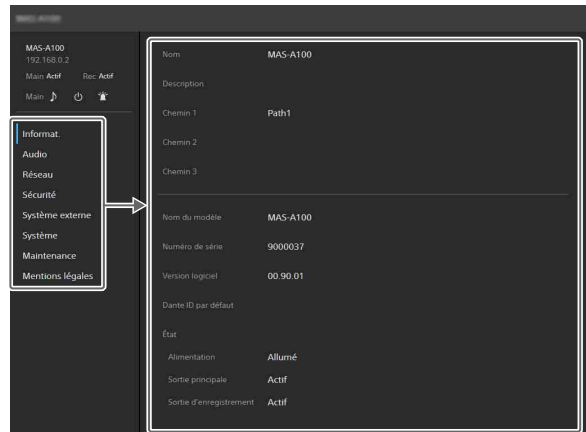 MAS-A100
192.168.0.2
Main Actif Rec Actif
Main
Informat.
Audio
Réseau
Sécurité
Système externe
Système
Maintenance
Mentions légales
Nom MAS-A100
Description
Chemin 1 Path1
Chemin 2
Chemin 3
Nom du modèle MAS-A100
Numéro de série 9000037
Version logiciel 00.90.01
Dante ID par défaut
État
Alimentation Allumé
Sortie principale Actif
Sortie d'enregistrement Actif